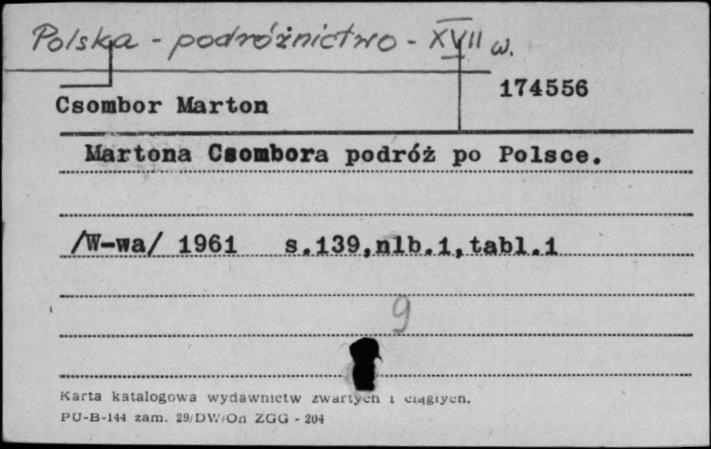 Polska - podróżnictwo - XVII w.
174556
Csombor Marton
Martona Csombora podróż po Polsce.
/W-wa/ 1961 s.139,nlb.1,tabl.1
9
Karta katalogowa wydawnictw zwartych i ciągłych.
PU-B-144 zam. 29/DW/On ZGG - 204